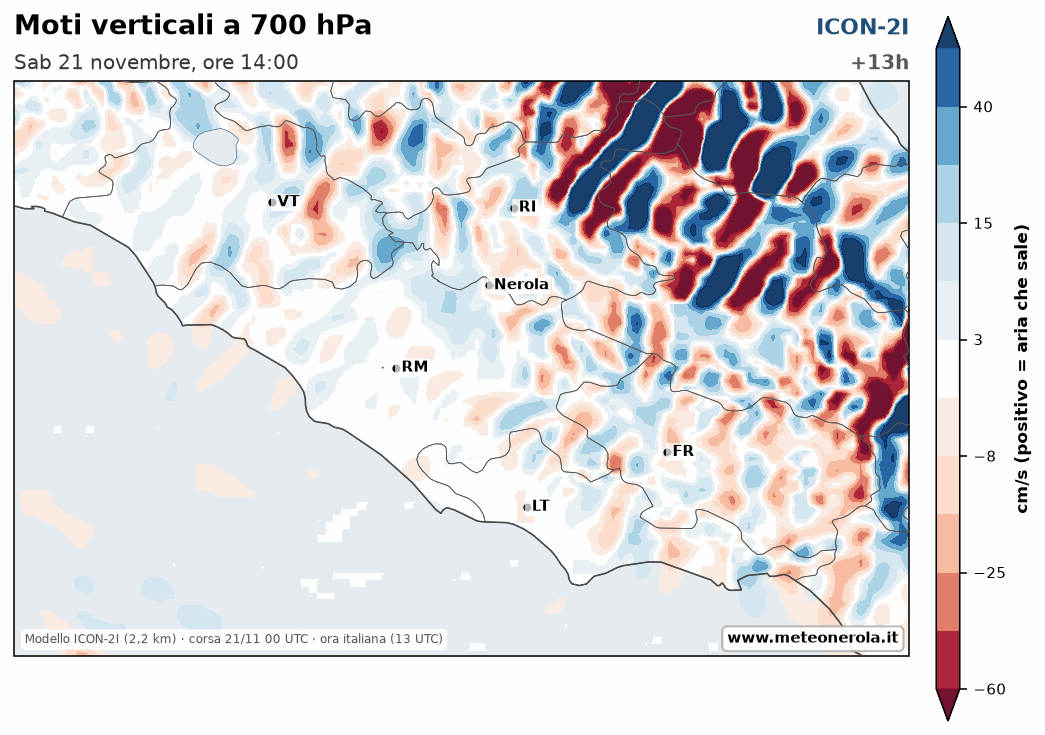 Moti verticali a 700 hPa
ICON-2I
Sab 21 novembre, ore 14:00
+13h
40
15
3
−8
−25
−60
cm/s (positivo = aria che sale)
VT
RI
Nerola
RM
FR
LT
Modello ICON-2I (2,2 km) · corsa 21/11 00 UTC · ora italiana (13 UTC)
www.meteonerola.it